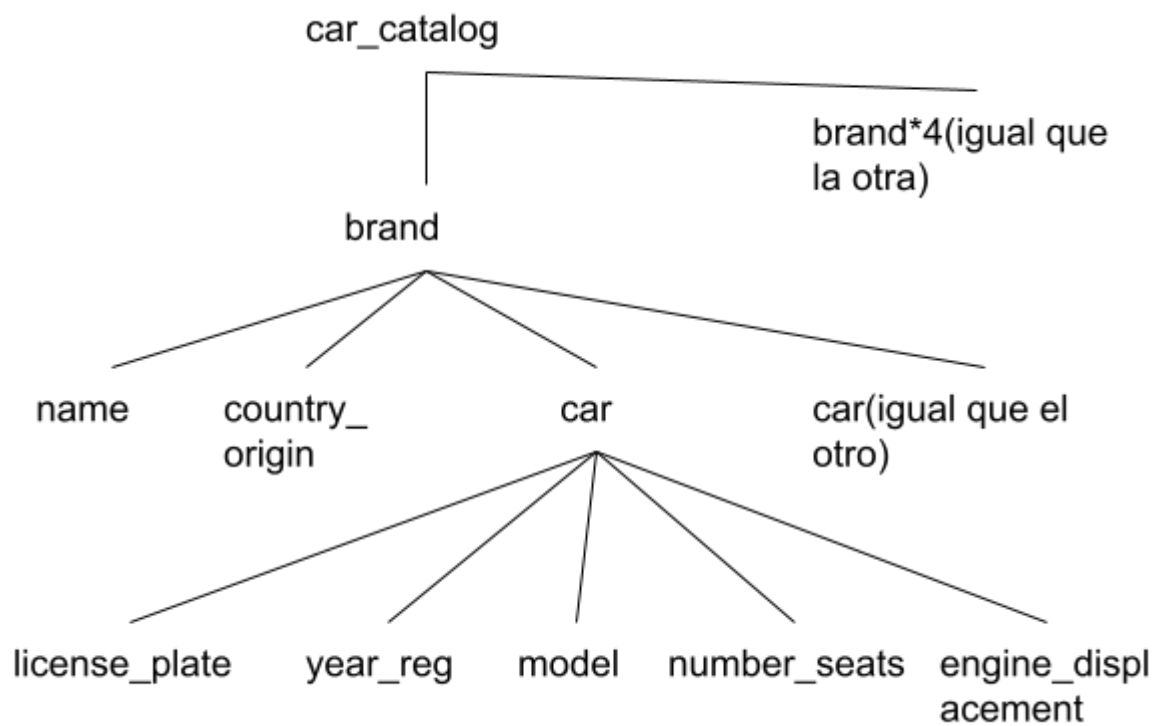 car_catalog
brand*4(igual que
la otra)
brand
name
country_
origin
car
car(igual que el
otro)
license_plate
year_reg
model
number_seats
engine_displ
acement